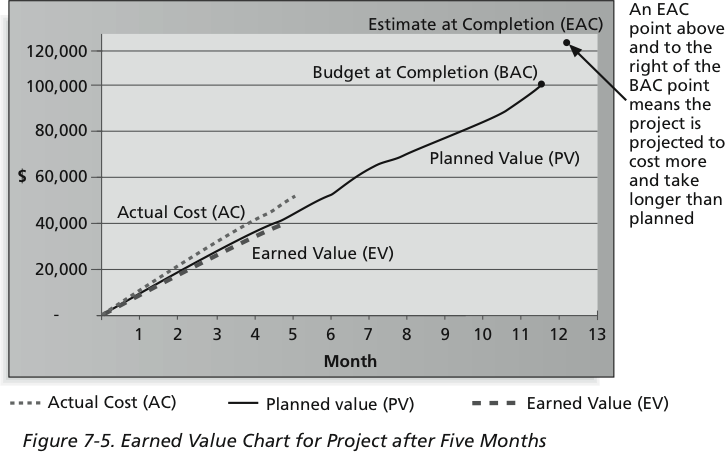 Estimate at Completion (EAC)
120,000
Budget at Completion (BAC)
100,000
80,000
Planned Value (PV)
$ 60,000
Actual Cost (AC)
40,000
Earned Value (EV)
20,000
-
1 2 3 4 5 6 7 8 9 10 11 12 13
Month
An EAC
point above
and to the
right of the
BAC point
means the
project is
projected to
cost more
and take
longer than
planned
Actual Cost (AC) Planned value (PV) Earned Value (EV)
Figure 7-5. Earned Value Chart for Project after Five Months